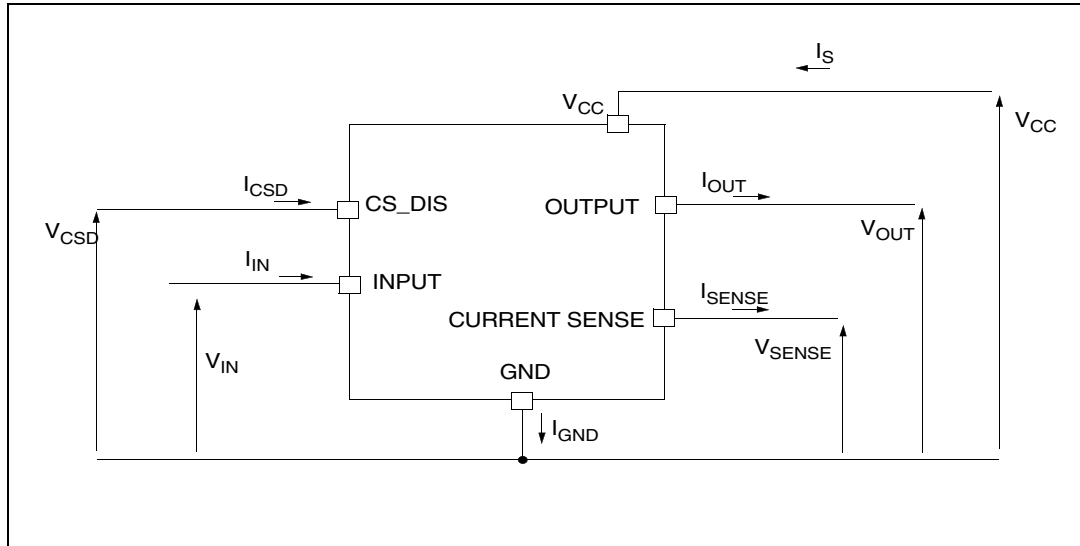 I_S
V_CC
V_CC
I_CSD
I_OUT
CS_DIS
OUTPUT
V_CSD
V_OUT
I_IN
INPUT
I_SENSE
CURRENT SENSE
V_IN
V_SENSE
GND
I_GND